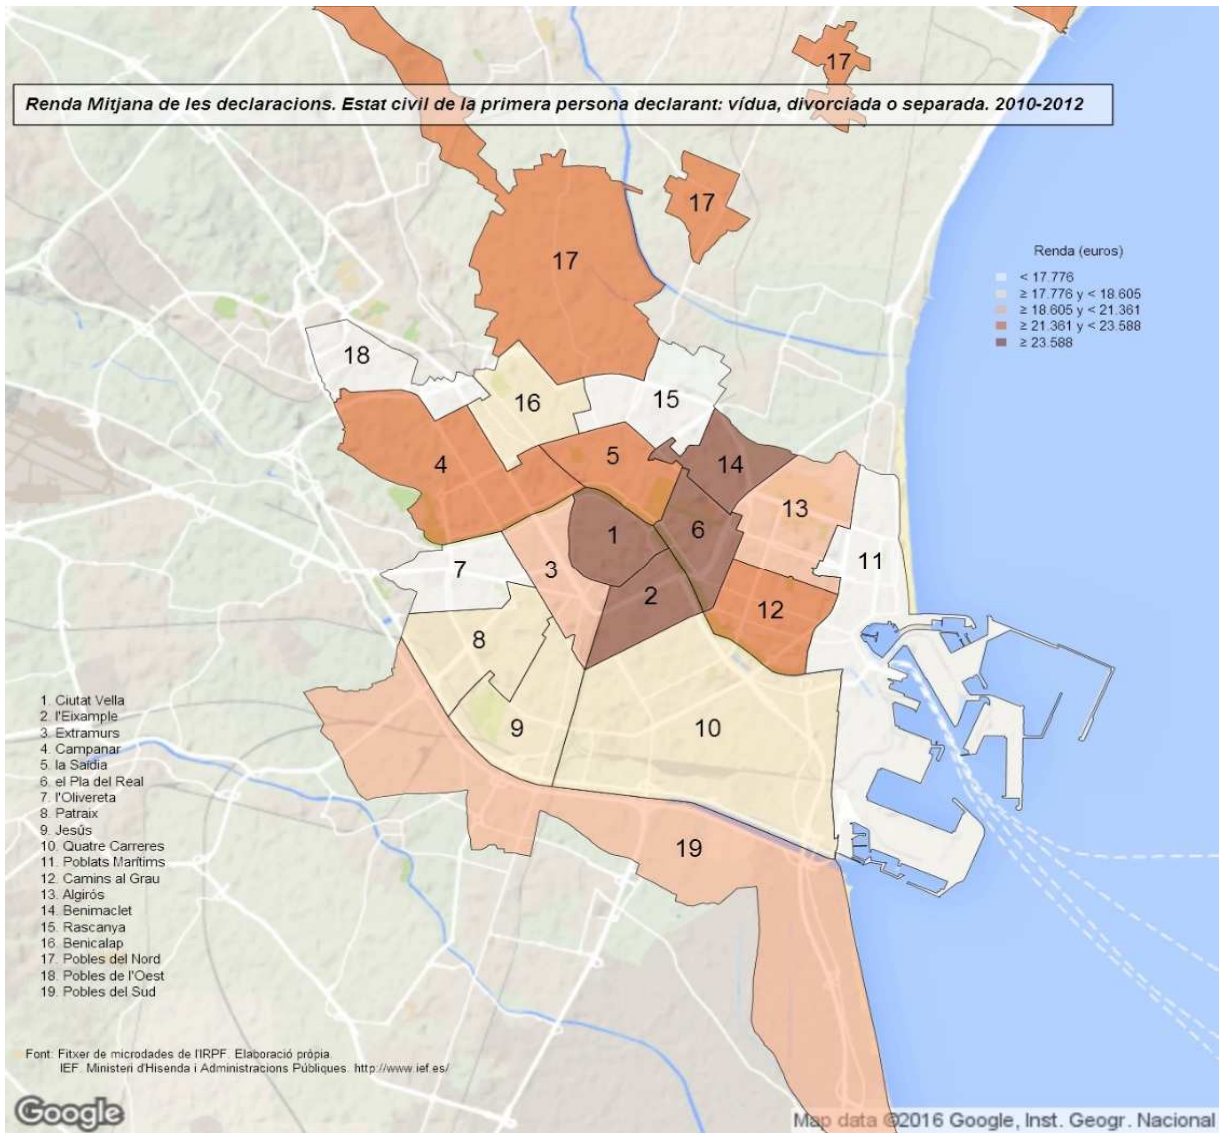 Renda Mitjana de les declaracions. Estat civil de la primera persona declarant: vídua, divorciada o separada. 2010-2012
17
17
17
Renda (euros)
< 17.776
≥ 17.776 y < 18.605
≥ 18.605 y < 21.361
≥ 21.361 y < 23.588
≥ 23.588
18
16
15
4
5
14
13
1
6
11
7
3
2
12
8
9
10
19
1. Ciutat Vella
2. l'Eixample
3. Extramurs
4. Campanar
5. la Saïdia
6. el Pla del Real
7. l'Olivereta
8. Patraix
9. Jesús
10. Quatre Carreres
11. Poblats Marítims
12. Camins al Grau
13. Algirós
14. Benimaclet
15. Rascanya
16. Benicalap
17. Pobles del Nord
18. Pobles de l'Oest
19. Pobles del Sud
Font: Fitxer de microdades de l'IRPF. Elaboració pròpia.
IEF. Ministeri d'Hisenda i Administracions Públiques. http://www.ief.es/
Google
Map data ©2016 Google, Inst. Geogr. Nacional